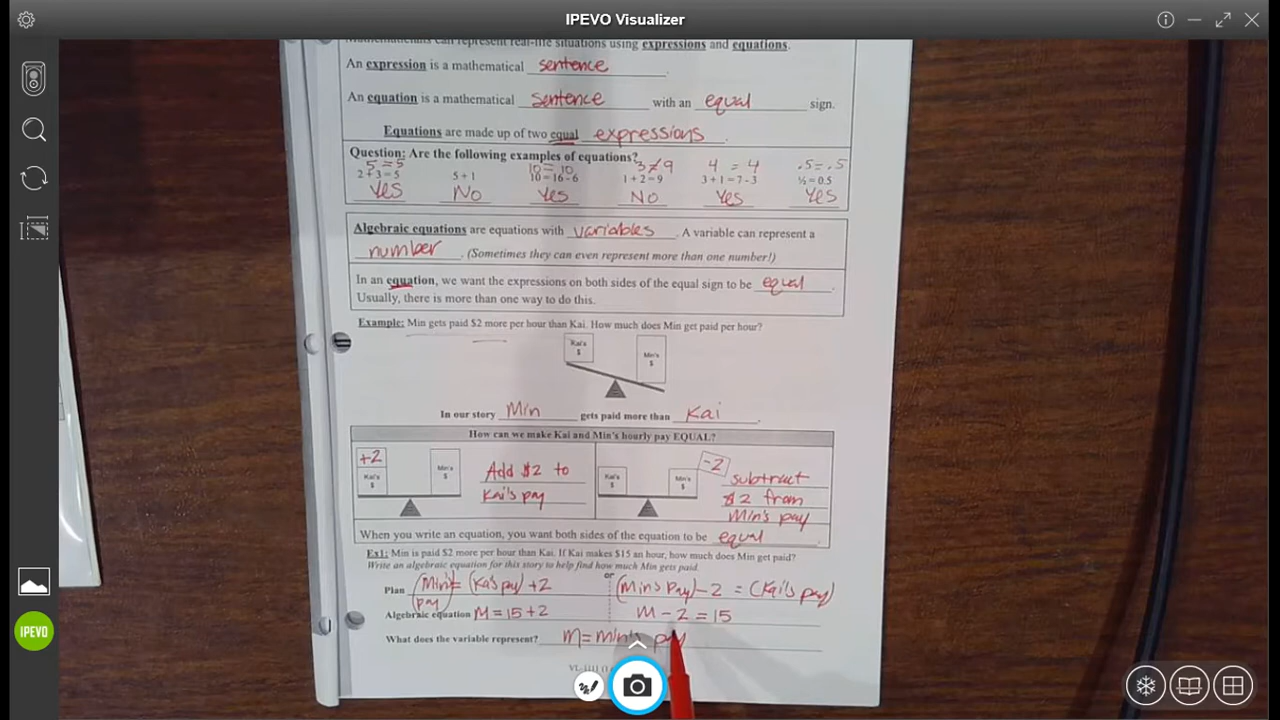 IPEVO Visualizer
Mathematicians can represent real-life situations using expressions and equations.
An expression is a mathematical sentence.
An equation is a mathematical sentence with an equal sign.
Equations are made up of two equal expressions.
Question: Are the following examples of equations?
5 = 5 10 = 10 3 ≠ 9 4 = 4 .5 = .5
2 + 3 = 5 5 + 1 10 = 16 - 6 1 + 2 = 9 3 + 1 = 7 - 3 ½ = 0.5
Yes No Yes No Yes Yes
Algebraic equations are equations with variables. A variable can represent a
number. (Sometimes they can even represent more than one number!)
In an equation, we want the expressions on both sides of the equal sign to be equal.
Usually, there is more than one way to do this.
Example: Min gets paid $2 more per hour than Kai. How much does Min get paid per hour?
Kai's $ Min's $
In our story Min gets paid more than Kai.
How can we make Kai and Min's hourly pay EQUAL?
+2 Kai's $ Min's $
Add $2 to
Kai's pay
Kai's $ Min's $ -2
subtract
$2 from
Min's pay
When you write an equation, you want both sides of the equation to be equal.
Ex1: Min is paid $2 more per hour than Kai. If Kai makes $15 an hour, how much does Min get paid?
Write an algebraic equation for this story to help find how much Min gets paid.
Plan (Min's pay) = (Kai's pay) + 2 or (Min's pay) - 2 = (Kai's pay)
Algebraic equation M = 15 + 2 M - 2 = 15
What does the variable represent? M = Min's pay
IPEVO